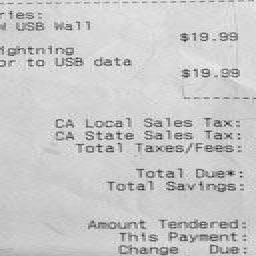 ries:
W USB Wall
$19.99
ightning
or to USB data
$19.99
CA Local Sales Tax:
CA State Sales Tax:
Total Taxes/Fees:
Total Due*:
Total Savings:
Amount Tendered:
This Payment:
Change Due: